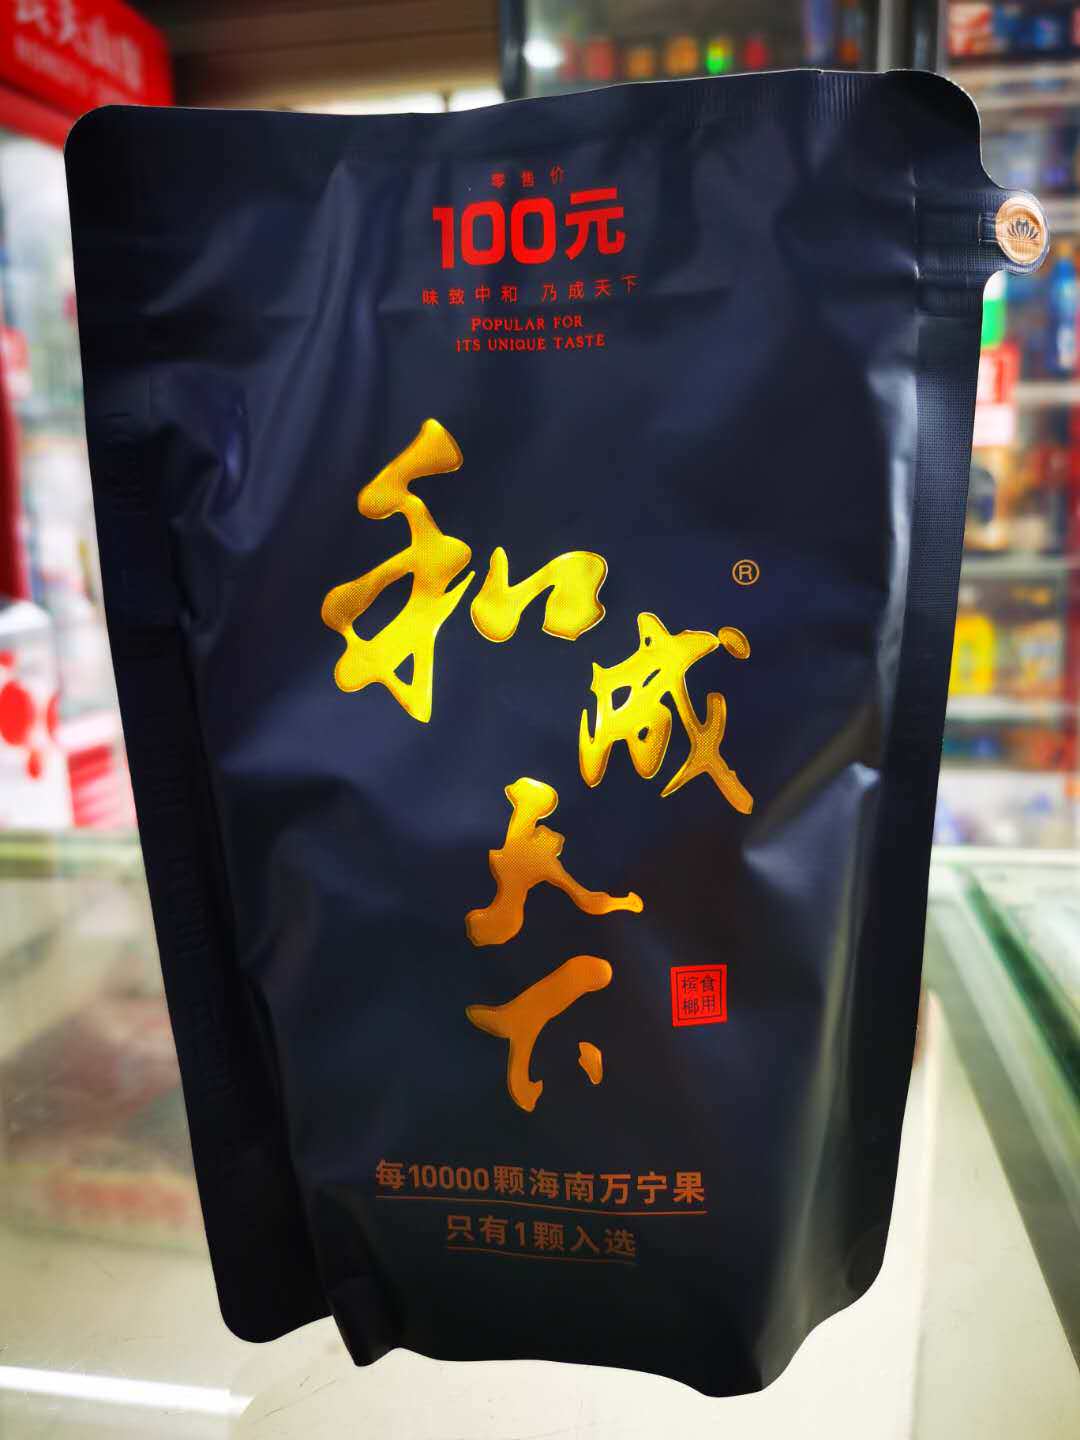 零售价
100元
味致中和 乃成天下
POPULAR FOR
ITS UNIQUE TASTE
和成天下
®
食用
槟榔
每10000颗海南万宁果
只有1颗入选